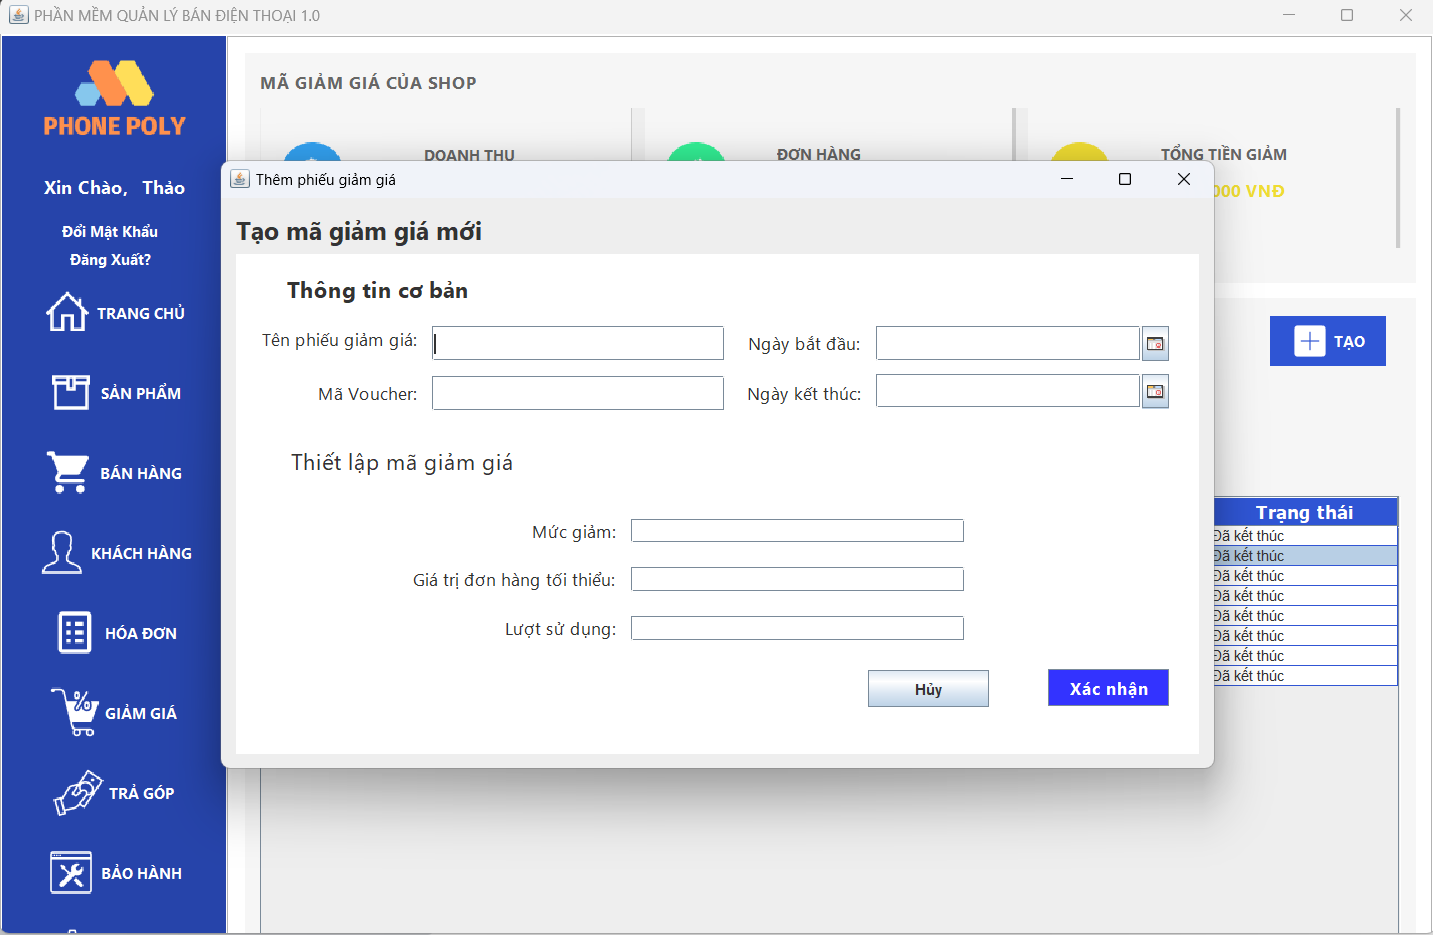 PHẦN MỀM QUẢN LÝ BÁN ĐIỆN THOẠI 1.0
PHONE POLY
Xin Chào, Thảo
Đổi Mật Khẩu
Đăng Xuất?
TRANG CHỦ
SẢN PHẨM
BÁN HÀNG
KHÁCH HÀNG
HÓA ĐƠN
GIẢM GIÁ
TRẢ GÓP
BẢO HÀNH
MÃ GIẢM GIÁ CỦA SHOP
DOANH THU
ĐƠN HÀNG
TỔNG TIỀN GIẢM
000 VNĐ
TẠO
Thêm phiếu giảm giá
Tạo mã giảm giá mới
Thông tin cơ bản
Tên phiếu giảm giá:
Ngày bắt đầu:
Mã Voucher:
Ngày kết thúc:
Thiết lập mã giảm giá
Mức giảm:
Giá trị đơn hàng tối thiểu:
Lượt sử dụng:
Hủy
Xác nhận
Trạng thái
Đã kết thúc
Đã kết thúc
Đã kết thúc
Đã kết thúc
Đã kết thúc
Đã kết thúc
Đã kết thúc
Đã kết thúc